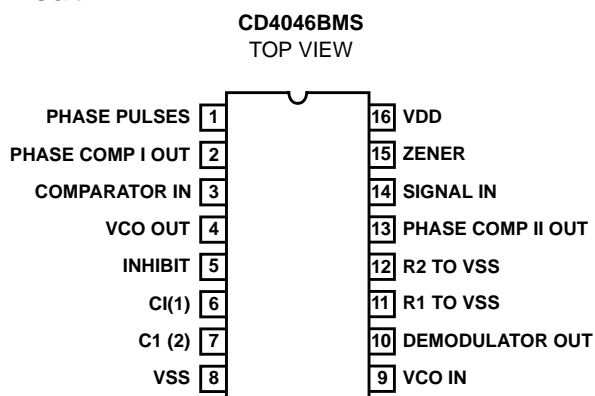 CD4046BMS
TOP VIEW
PHASE PULSES 1 16 VDD
PHASE COMP I OUT 2 15 ZENER
COMPARATOR IN 3 14 SIGNAL IN
VCO OUT 4 13 PHASE COMP II OUT
INHIBIT 5 12 R2 TO VSS
CI(1) 6 11 R1 TO VSS
C1 (2) 7 10 DEMODULATOR OUT
VSS 8 9 VCO IN